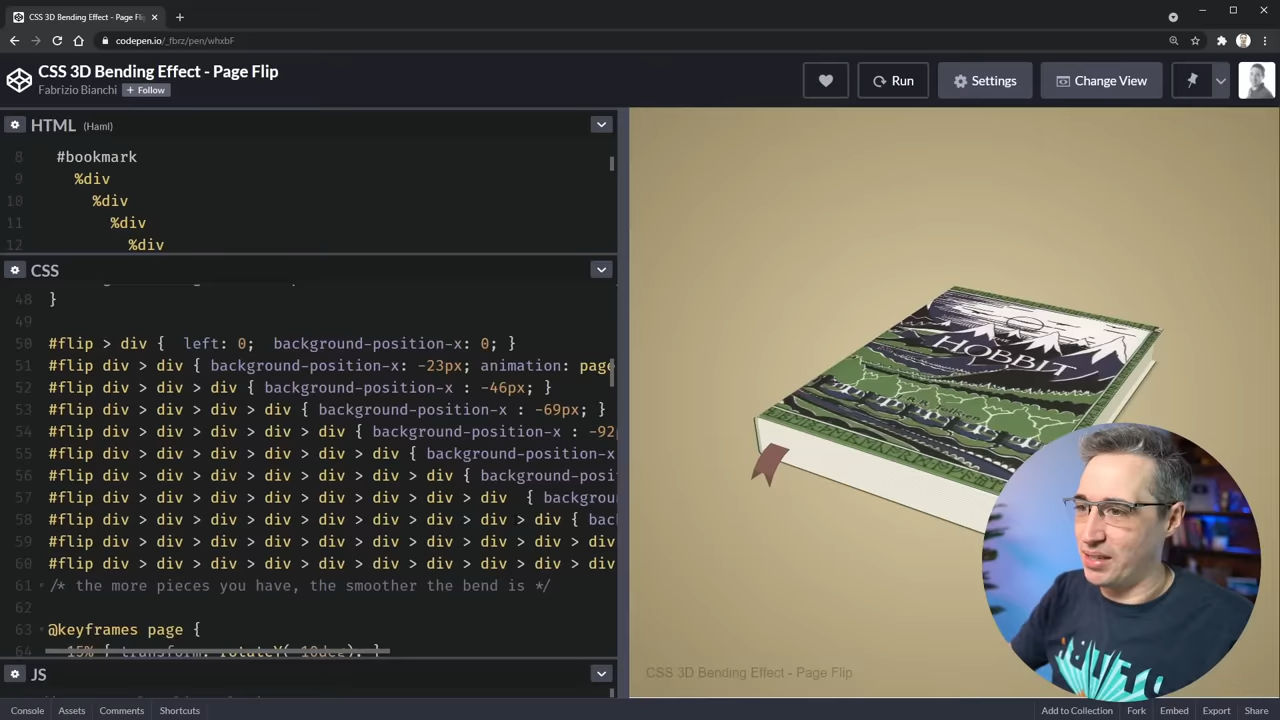 CSS 3D Bending Effect - Page Fli
codepen.io/_fbrz/pen/whxbF
CSS 3D Bending Effect - Page Flip
Fabrizio Bianchi
+ Follow
Run
Settings
Change View
HTML (Haml)
8 #bookmark
9 %div
10 %div
11 %div
12 %div
CSS
48 }
49
50 #flip > div { left: 0; background-position-x: 0; }
51 #flip div > div { background-position-x: -23px; animation: page
52 #flip div > div > div { background-position-x : -46px; }
53 #flip div > div > div > div { background-position-x : -69px; }
54 #flip div > div > div > div > div { background-position-x : -92p
55 #flip div > div > div > div > div > div { background-position-x
56 #flip div > div > div > div > div > div > div { background-posi
57 #flip div > div > div > div > div > div > div > div { backgroun
58 #flip div > div > div > div > div > div > div > div > div { bac
59 #flip div > div > div > div > div > div > div > div > div > div
60 #flip div > div > div > div > div > div > div > div > div > div
61 /* the more pieces you have, the smoother the bend is */
62
63 @keyframes page {
64 15% { transform: rotateY(-10deg); }
JS
HOBBIT
CSS 3D Bending Effect - Page Flip
Console
Assets
Comments
Shortcuts
Add to Collection
Fork
Embed
Export
Share